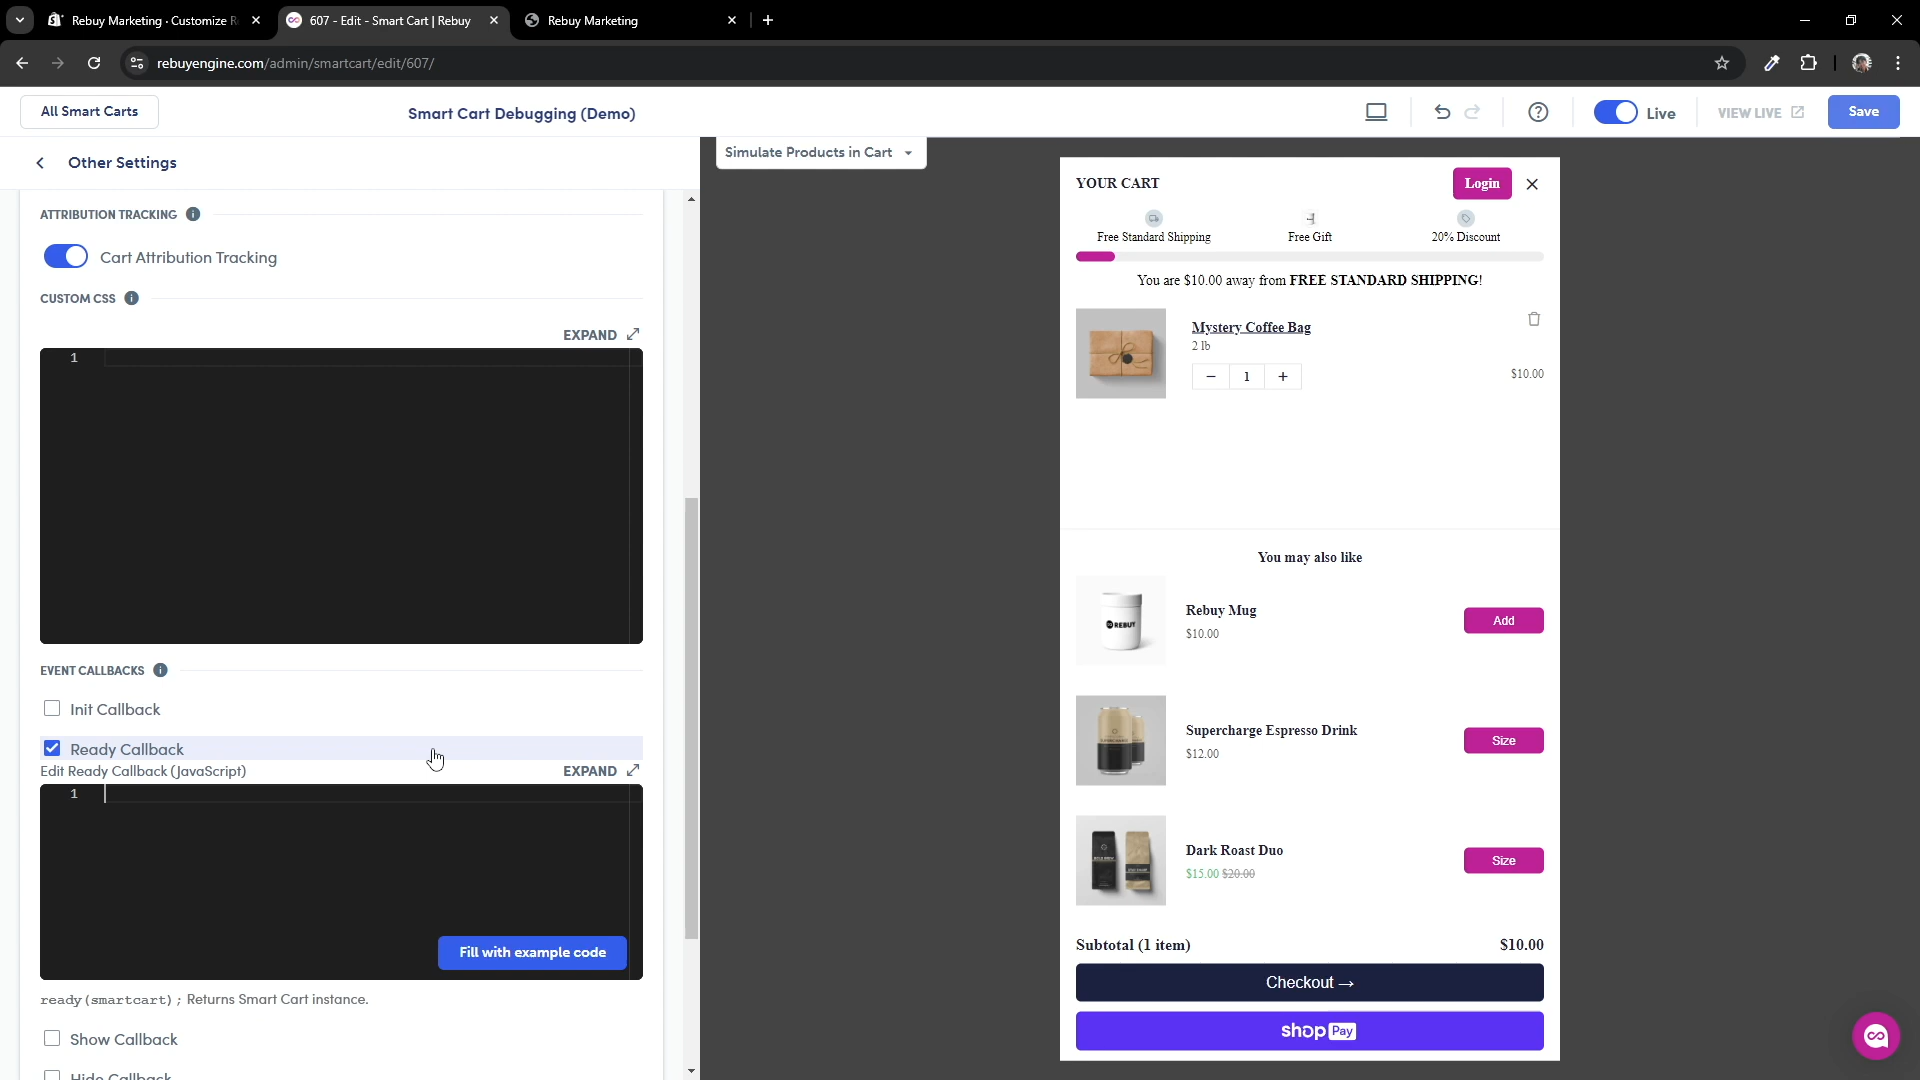 Rebuy Marketing · Customize R
607 - Edit - Smart Cart | Rebuy
Rebuy Marketing
rebuyengine.com/admin/smartcart/edit/607/
All Smart Carts
Smart Cart Debugging (Demo)
Live
VIEW LIVE
Save
Other Settings
Simulate Products in Cart
ATTRIBUTION TRACKING
Cart Attribution Tracking
CUSTOM CSS
EXPAND
1
EVENT CALLBACKS
Init Callback
Ready Callback
Edit Ready Callback (JavaScript)
EXPAND
1
Fill with example code
ready(smartcart); Returns Smart Cart instance.
Show Callback
Hide Callback
YOUR CART
Login
Free Standard Shipping
Free Gift
20% Discount
You are $10.00 away from FREE STANDARD SHIPPING!
Mystery Coffee Bag
2 lb
− 1 +
$10.00
You may also like
REBUY
Rebuy Mug
$10.00
Add
Supercharge Espresso Drink
$12.00
Size
Dark Roast Duo
$15.00 $20.00
Size
Subtotal (1 item)
$10.00
Checkout →
shop Pay